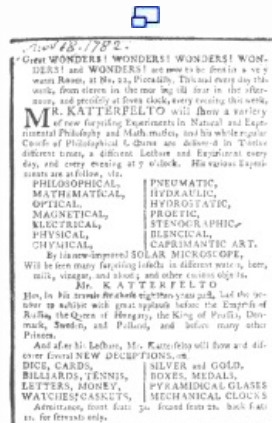 Nov 18. 1782.
Great WONDERS! WONDERS! WONDERS! WON-
DERS! and WONDERS! are now to be seen in a very
warm Room, at No. 22, Piccadilly. This and every day this
week, from eleven in the morning till four in the after-
noon, and precisely at seven clock, every evening this week,
MR. KATTERFELTO will shew a variety
of new surprising Experiments in Natural and Expe-
rimental Philosophy and Mathematics, and his whole regular
Course of Philosophical Lectures are delivered in Twelve
different times, a different Lecture and Experiment every
day, and every evening at 7 o'clock. His various Experi-
ments are as follow, viz.
PHILOSOPHICAL, PNEUMATIC,
MATHEMATICAL, HYDRAULIC,
OPTICAL, HYDROSTATIC,
MAGNETICAL, PROETIC,
ELECTRICAL, STENOGRAPHIC,
PHYSICAL, BLENCICAL,
CHYMICAL, CAPRIMANTIC ART.
By his new-improved SOLAR MICROSCOPE,
Will be seen many surprising insects in different waters, beer,
milk, vinegar, and blood; and other curious objects.
Mr. KATTERFELTO
Has, in his travels for these eighteen years past, had the ho-
nour to exhibit with great applause before the Empress of
Russia, the Queen of Hungary, the King of Prussia, Den-
mark, Sweden, and Poland, and before many other
Princes.
And after his Lecture, Mr. Katterfelto will shew and dis-
cover several NEW DECEPTIONS, on
DICE, CARDS, SILVER and GOLD,
BILLIARDS, TENNIS, BOXES, MEDALS,
LETTERS, MONEY, PYRAMIDICAL GLASSES
WATCHES, CASKETS, MECHANICAL CLOCKS
Admittance, front seats 3s. second seats 2s. back seats
1s. for servants only.